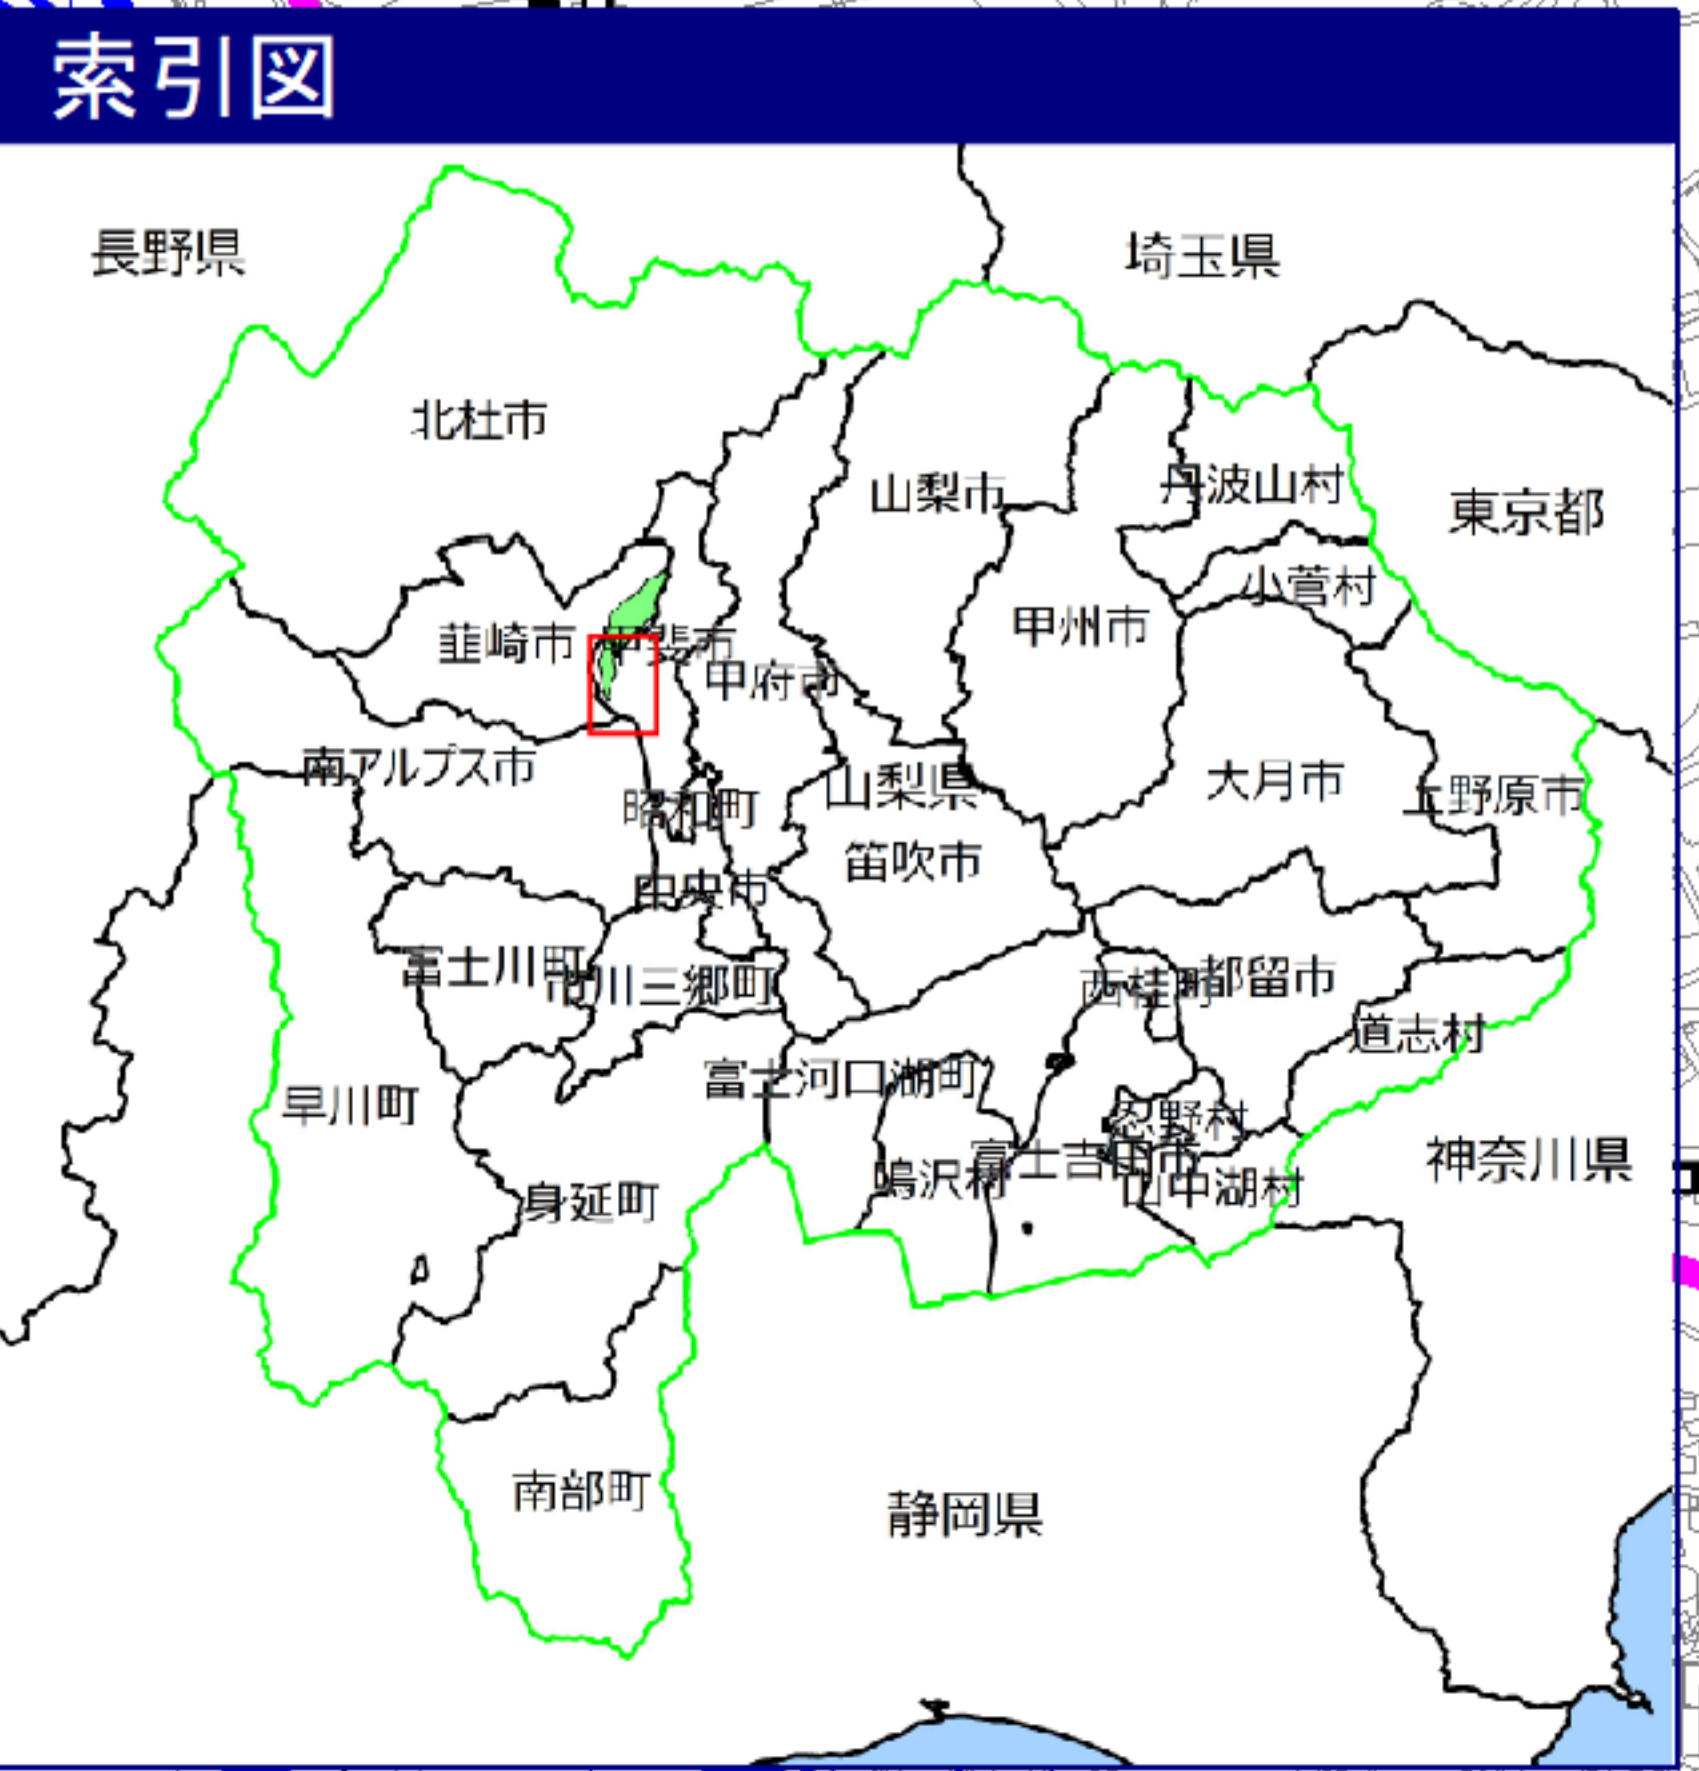 索引図
長野県
埼玉県
北杜市
山梨市
丹波山村
東京都
小菅村
甲州市
韮崎市
甲斐市
甲府市
南アルプス市
山梨県
大月市
上野原市
昭和町
笛吹市
中央市
富士川町
市川三郷町
西桂町
都留市
道志村
富士河口湖町
早川町
忍野村
富士吉田市
鳴沢村
山中湖村
神奈川県
身延町
南部町
静岡県